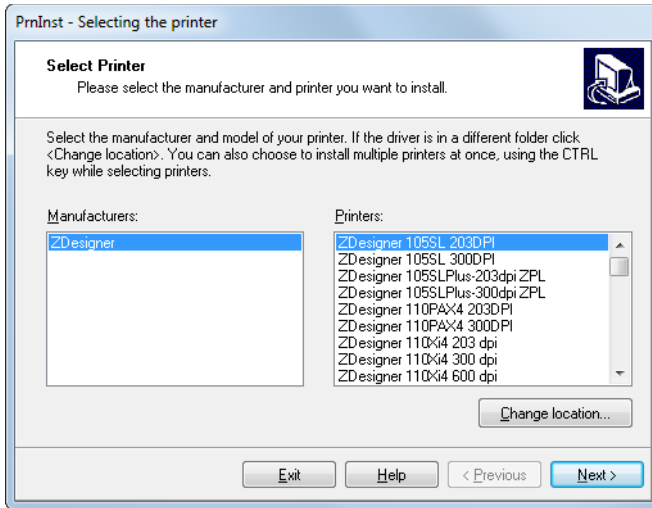 PrnInst - Selecting the printer
Select Printer
Please select the manufacturer and printer you want to install.
Select the manufacturer and model of your printer. If the driver is in a different folder click
<Change location>. You can also choose to install multiple printers at once, using the CTRL
key while selecting printers.
Manufacturers:
ZDesigner
Printers:
ZDesigner 105SL 203DPI
ZDesigner 105SL 300DPI
ZDesigner 105SLPlus-203dpi ZPL
ZDesigner 105SLPlus-300dpi ZPL
ZDesigner 110PAX4 203DPI
ZDesigner 110PAX4 300DPI
ZDesigner 110Xi4 203 dpi
ZDesigner 110Xi4 300 dpi
ZDesigner 110Xi4 600 dpi
Change location...
Exit
Help
< Previous
Next >